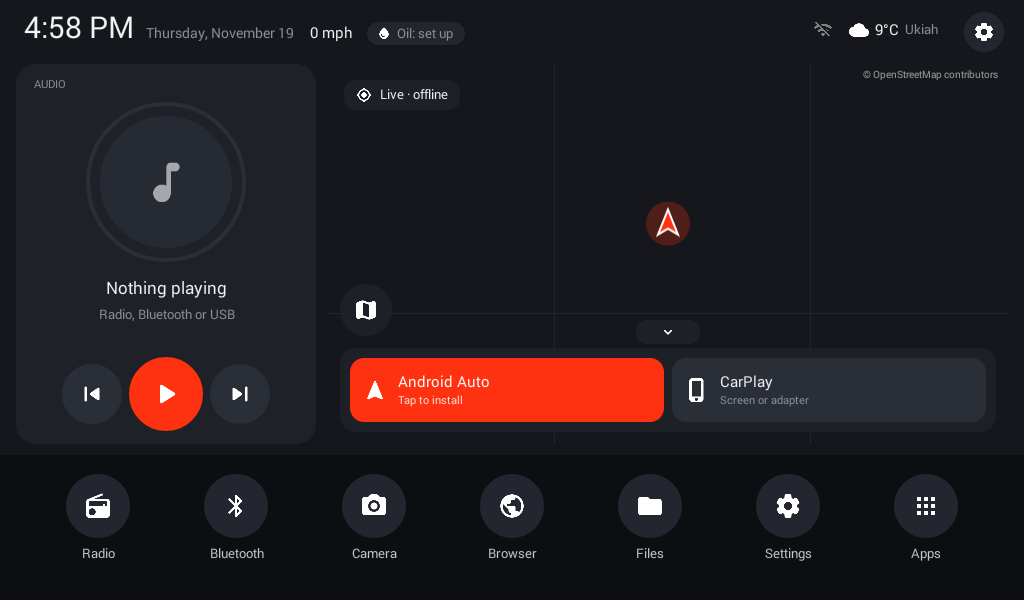 4:58 PM Thursday, November 19 0 mph Oil: set up 9°C Ukiah
AUDIO
© OpenStreetMap contributors
Live · offline
Nothing playing
Radio, Bluetooth or USB
Android Auto
Tap to install
CarPlay
Screen or adapter
Radio Bluetooth Camera Browser Files Settings Apps